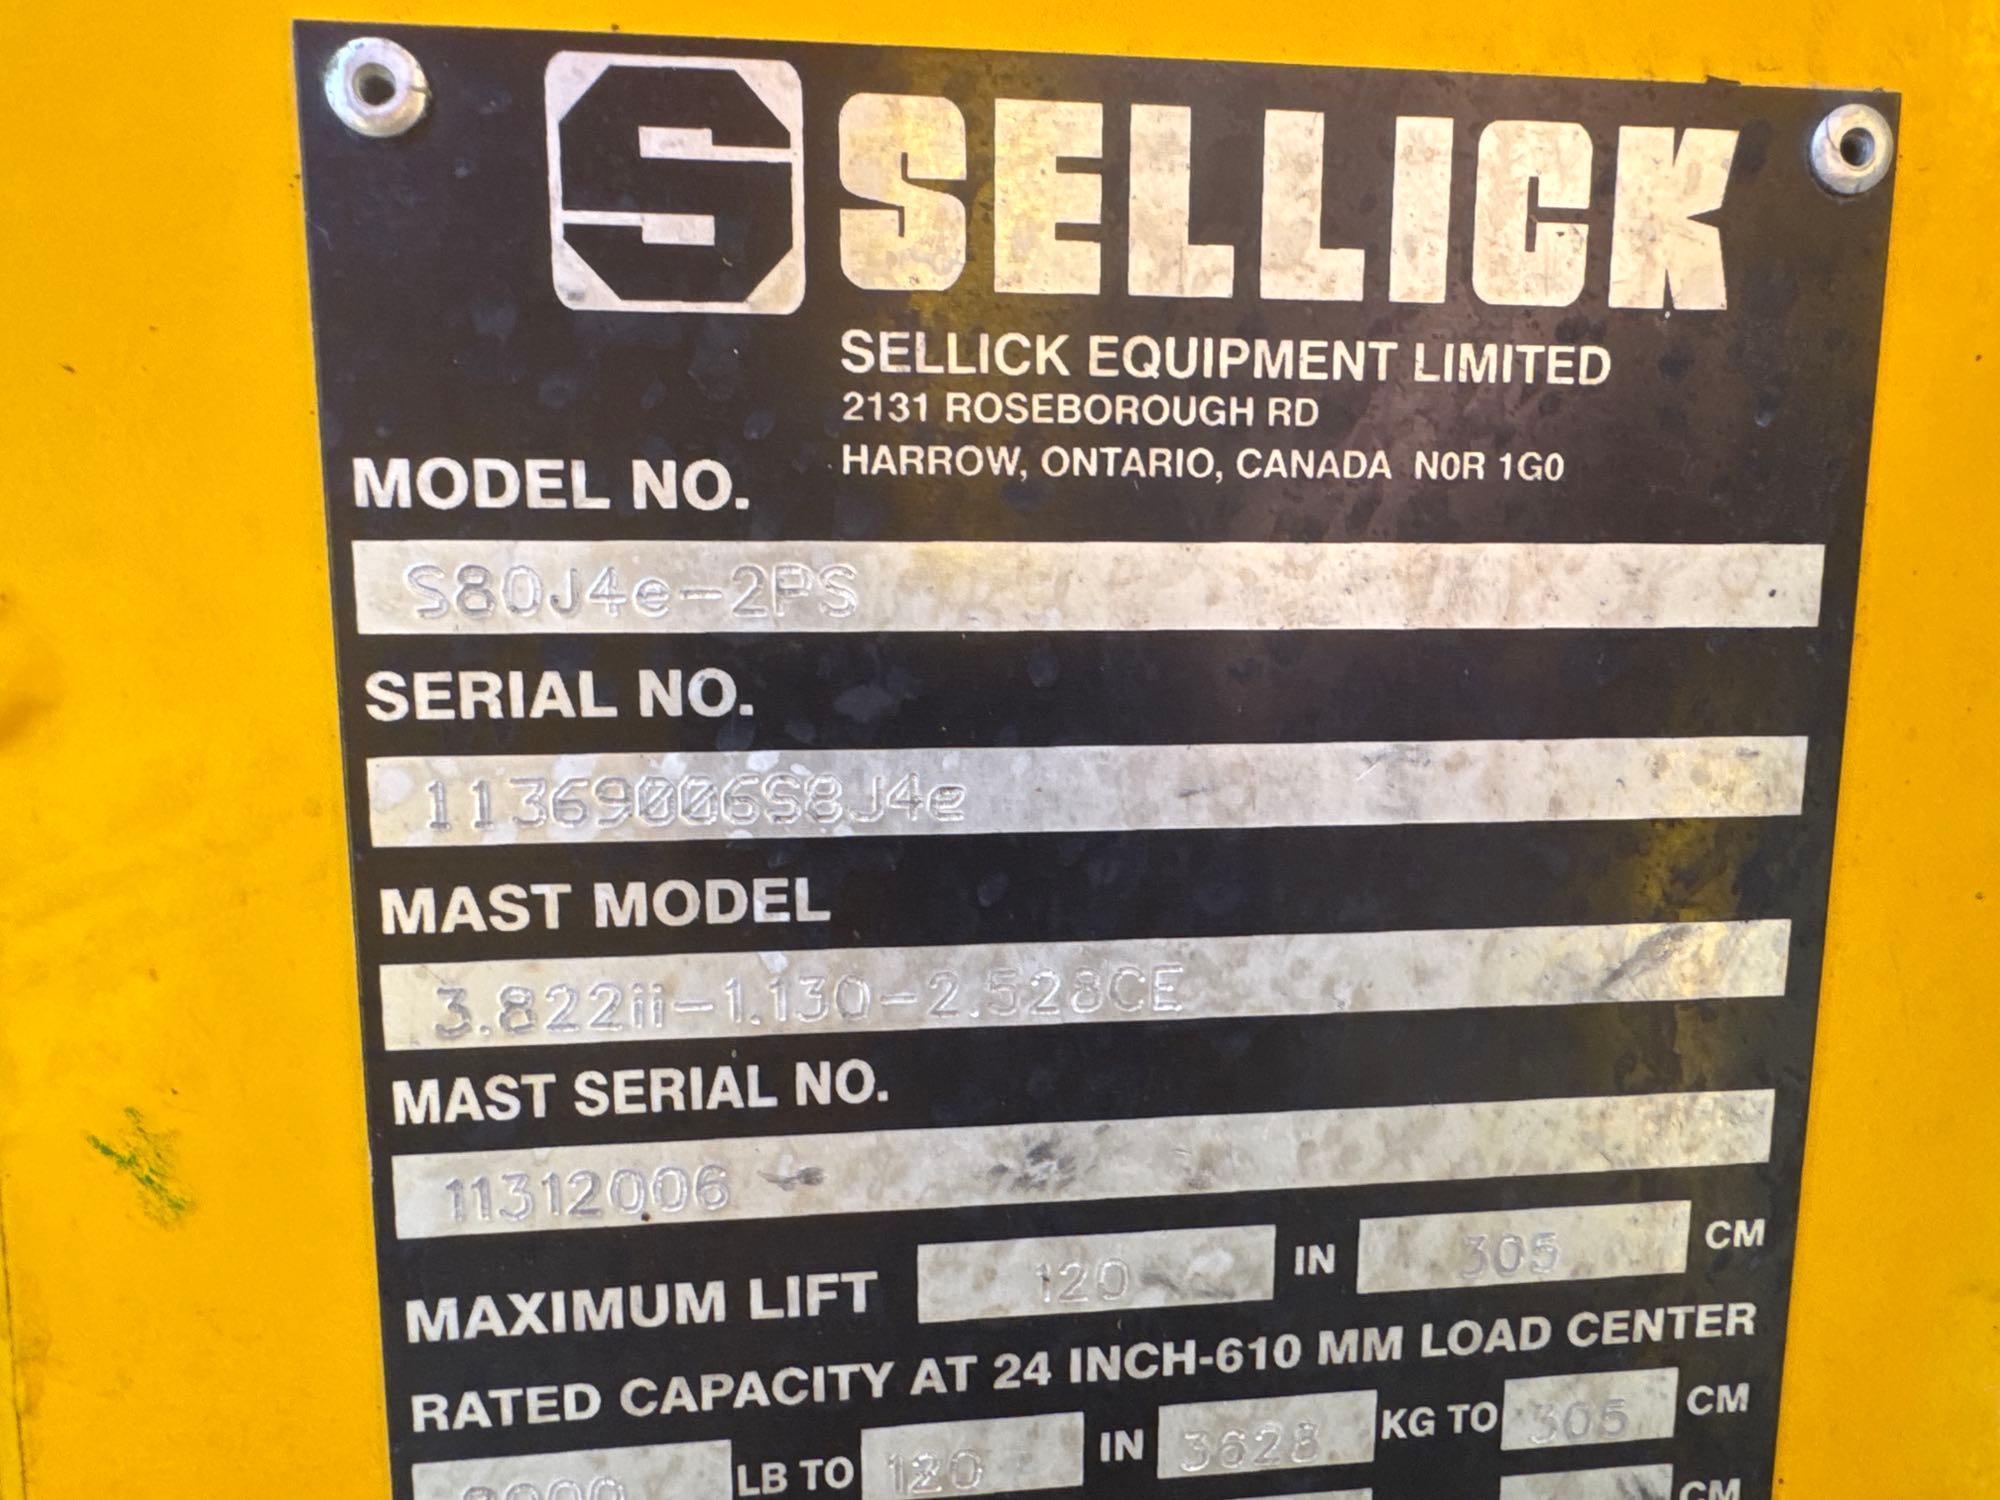 S SELLICK
SELLICK EQUIPMENT LIMITED
2131 ROSEBOROUGH RD
HARROW, ONTARIO, CANADA N0R 1G0
MODEL NO.
S80J4e-2PS
SERIAL NO.
11369006S8J4e
MAST MODEL
3.822ii-1.130-2.528CE
MAST SERIAL NO.
11312006
MAXIMUM LIFT 120 IN 305 CM
RATED CAPACITY AT 24 INCH-610 MM LOAD CENTER
8000 LB TO 120 IN 3628 KG TO 305 CM
CM